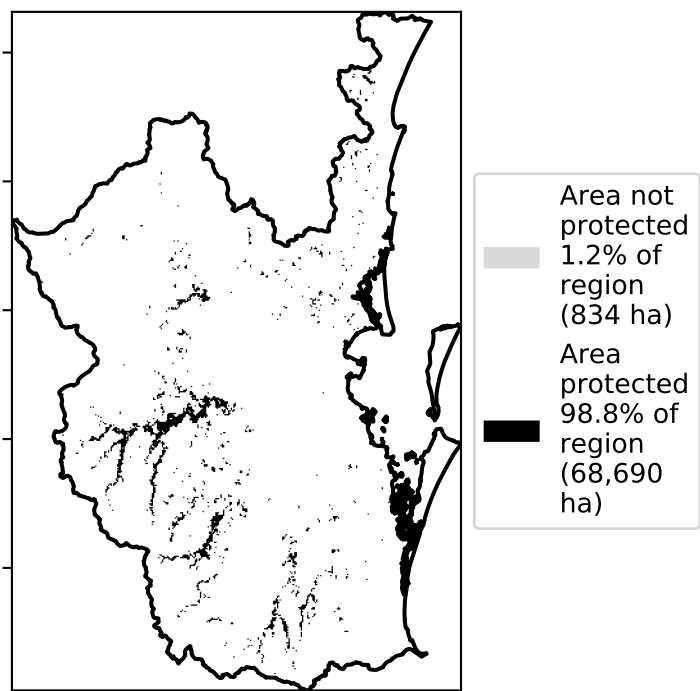 Area not
protected
1.2% of
region
(834 ha)
Area
protected
98.8% of
region
(68,690
ha)